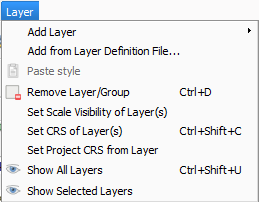 Layer
Add Layer
Add from Layer Definition File...
Paste style
Remove Layer/Group Ctrl+D
Set Scale Visibility of Layer(s)
Set CRS of Layer(s) Ctrl+Shift+C
Set Project CRS from Layer
Show All Layers Ctrl+Shift+U
Show Selected Layers